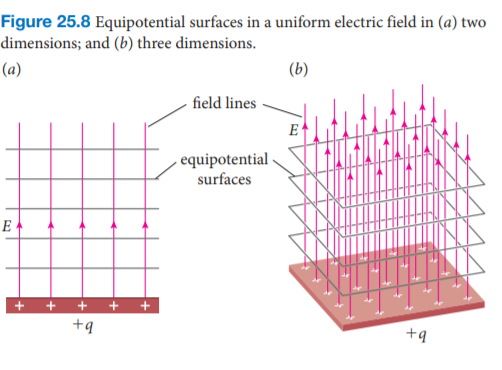 Figure 25.8 Equipotential surfaces in a uniform electric field in (a) two
dimensions; and (b) three dimensions.
(a)
(b)
field lines
E
equipotential
surfaces
E
+ + + + +
+q
+q